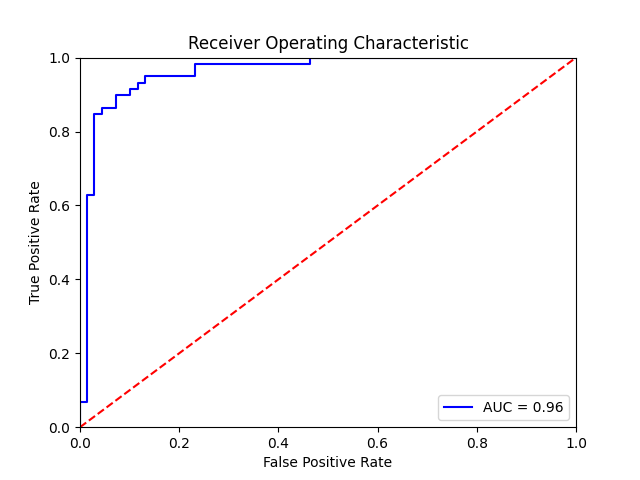 Receiver Operating Characteristic
1.0
0.8
0.6
0.4
0.2
0.0
True Positive Rate
AUC = 0.96
0.0 0.2 0.4 0.6 0.8 1.0
False Positive Rate